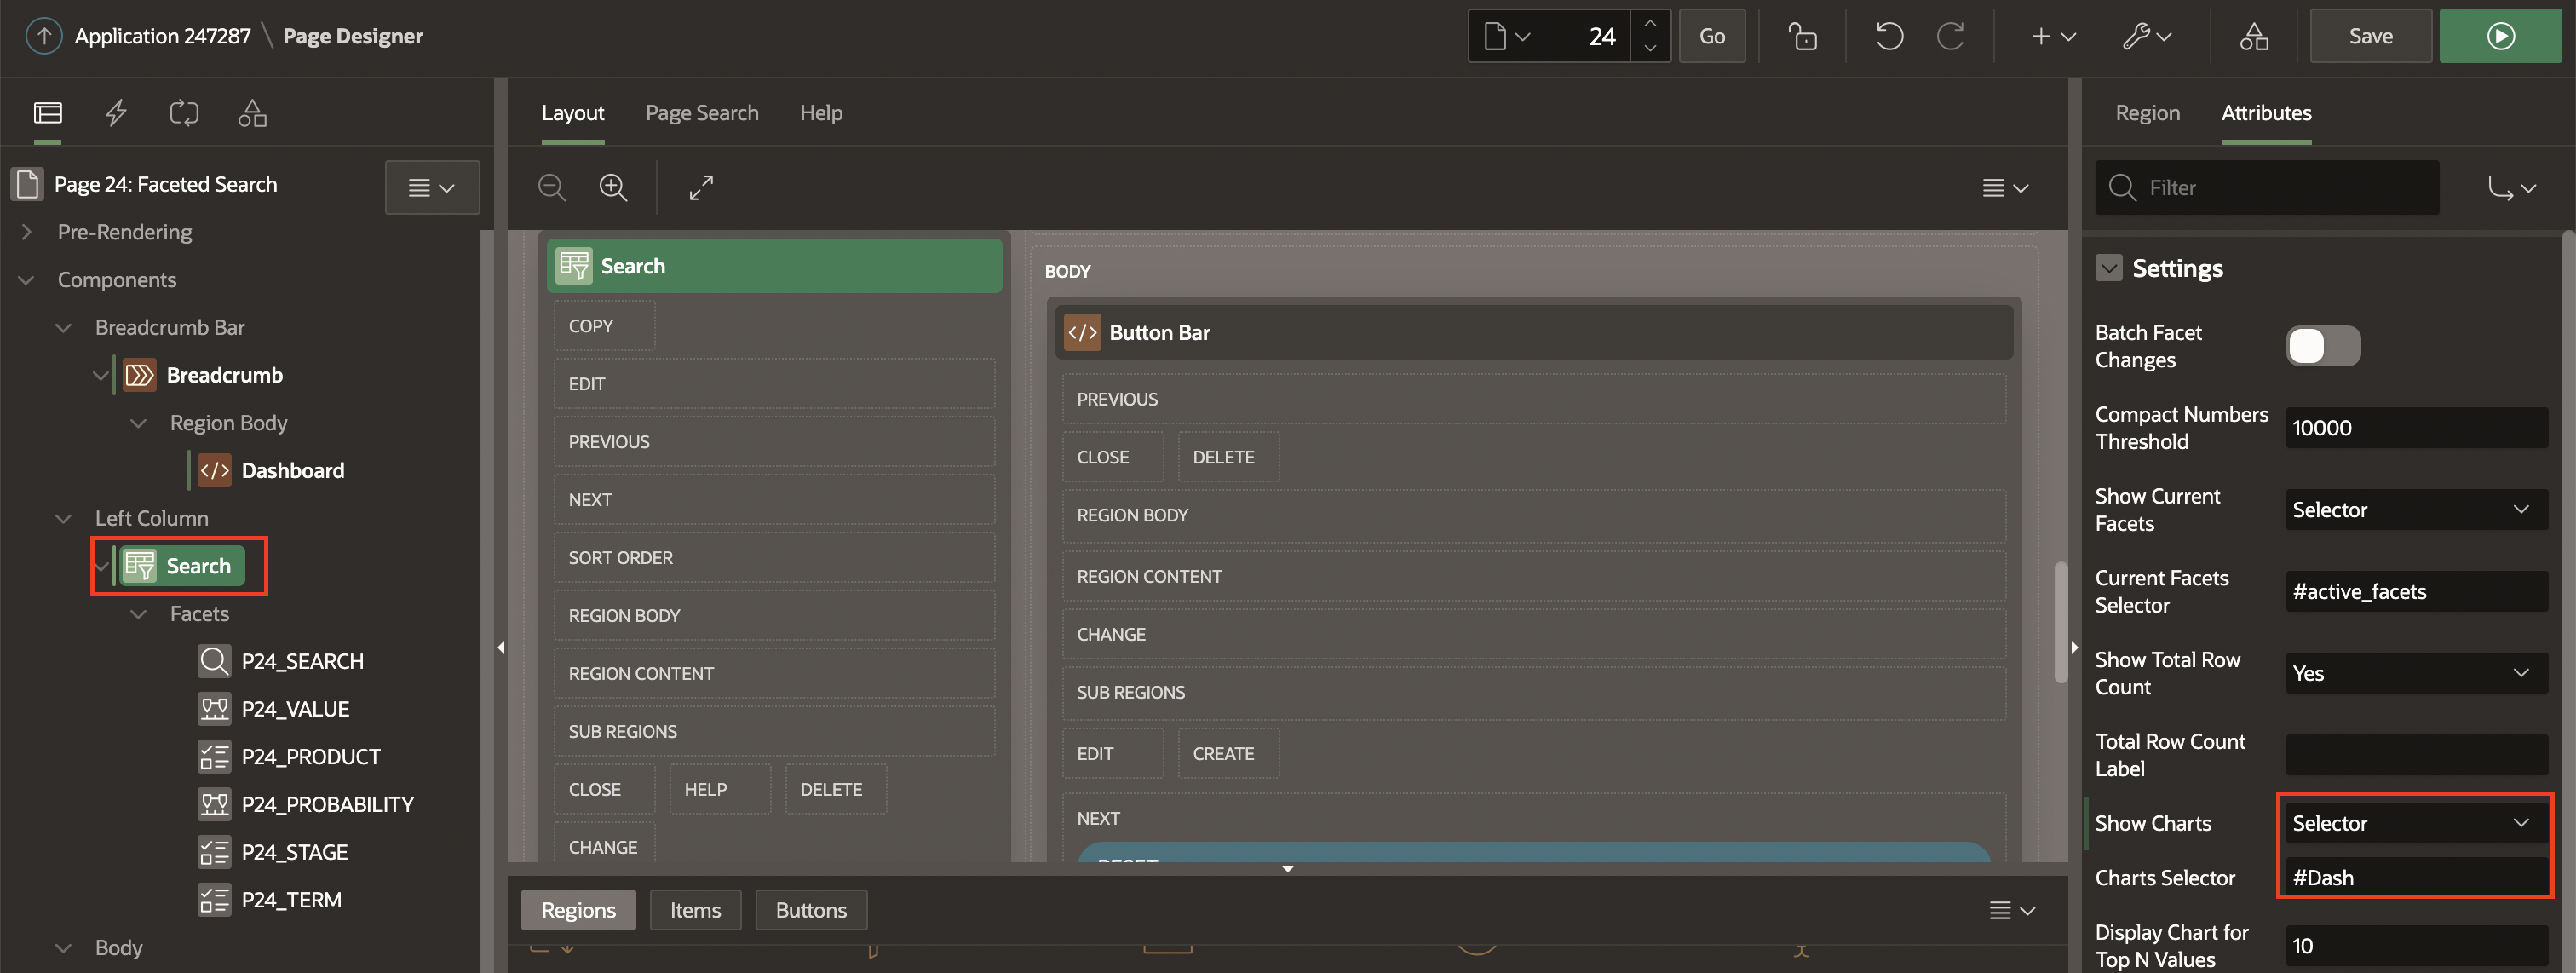 Application 247287 \ Page Designer
24
Go
Save
Layout
Page Search
Help
Region
Attributes
Page 24: Faceted Search
Pre-Rendering
Components
Breadcrumb Bar
Breadcrumb
Region Body
</> Dashboard
Left Column
Search
Facets
P24_SEARCH
P24_VALUE
P24_PRODUCT
P24_PROBABILITY
P24_STAGE
P24_TERM
Body
Search
COPY
EDIT
PREVIOUS
NEXT
SORT ORDER
REGION BODY
REGION CONTENT
SUB REGIONS
CLOSE
HELP
DELETE
CHANGE
BODY
</> Button Bar
PREVIOUS
CLOSE
DELETE
REGION BODY
REGION CONTENT
CHANGE
SUB REGIONS
EDIT
CREATE
NEXT
Regions
Items
Buttons
Filter
Settings
Batch Facet
Changes
Compact Numbers
Threshold
10000
Show Current
Facets
Selector
Current Facets
Selector
#active_facets
Show Total Row
Count
Yes
Total Row Count
Label
Show Charts
Selector
Charts Selector
#Dash
Display Chart for
Top N Values
10